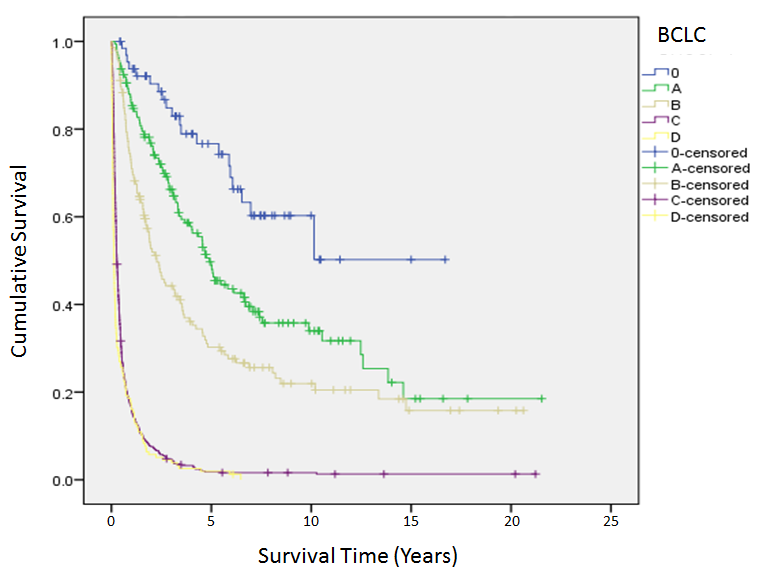 BCLC
0
A
B
C
D
0-censored
A-censored
B-censored
C-censored
D-censored
Cumulative Survival
1.0
0.8
0.6
0.4
0.2
0.0
0 5 10 15 20 25
Survival Time (Years)